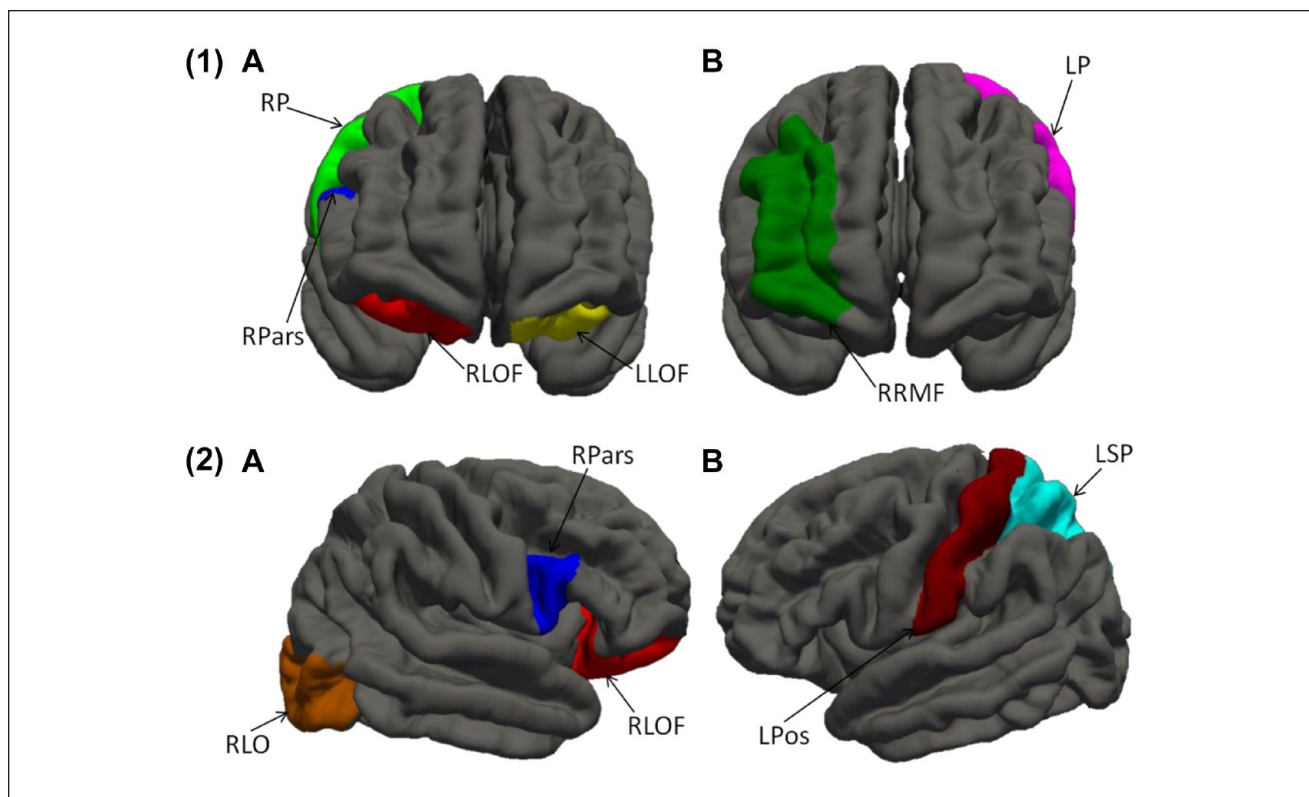 (1) A
B
RP
LP
RPars
RLOF
LLOF
RRMF
(2) A
B
RPars
LSP
RLO
RLOF
LPos